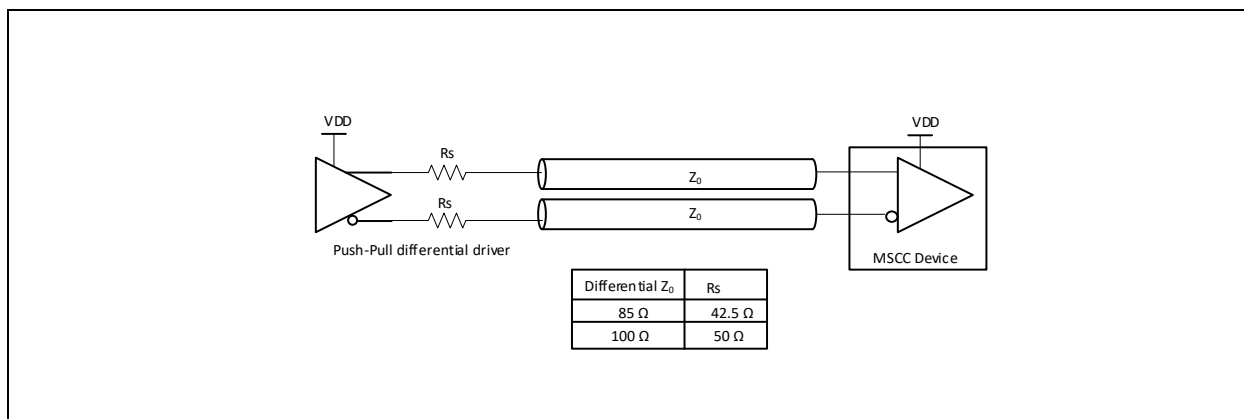 VDD
VDD
Rs
Z₀
Rs
Z₀
Push-Pull differential driver
MSCC Device
Differential Z₀ Rs
85 Ω 42.5 Ω
100 Ω 50 Ω